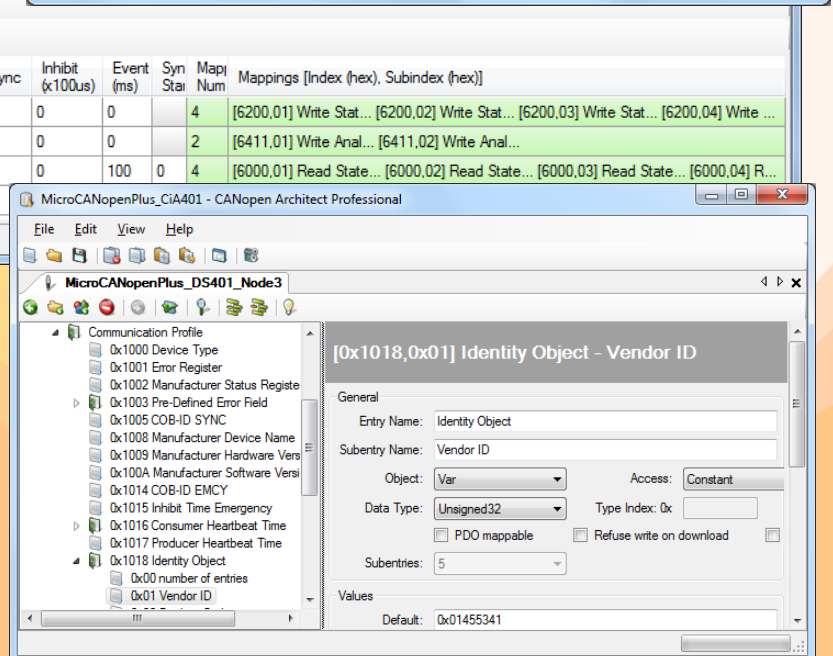 ync Inhibit (x100us) Event (ms) Syn Star Map Num Mappings [Index (hex), Subindex (hex)]
0 0 4 [6200,01] Write Stat... [6200,02] Write Stat... [6200,03] Write Stat... [6200,04] Write ...
0 0 2 [6411,01] Write Anal... [6411,02] Write Anal...
0 100 0 4 [6000,01] Read State... [6000,02] Read State... [6000,03] Read State... [6000,04] R...
MicroCANopenPlus_CiA401 - CANopen Architect Professional
File Edit View Help
MicroCANopenPlus_DS401_Node3
Communication Profile
0x1000 Device Type
0x1001 Error Register
0x1002 Manufacturer Status Registe
0x1003 Pre-Defined Error Field
0x1005 COB-ID SYNC
0x1008 Manufacturer Device Name
0x1009 Manufacturer Hardware Vers
0x100A Manufacturer Software Versi
0x1014 COB-ID EMCY
0x1015 Inhibit Time Emergency
0x1016 Consumer Heartbeat Time
0x1017 Producer Heartbeat Time
0x1018 Identity Object
0x00 number of entries
0x01 Vendor ID
[0x1018,0x01] Identity Object - Vendor ID
General
Entry Name: Identity Object
Subentry Name: Vendor ID
Object: Var Access: Constant
Data Type: Unsigned32 Type Index: 0x
PDO mappable Refuse write on download
Subentries: 5
Values
Default: 0x01455341